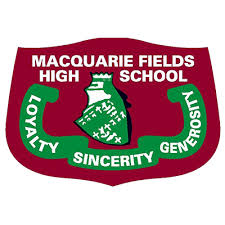 MACQUARIE FIELDS
HIGH SCHOOL
LOYALTY SINCERITY GENEROSITY